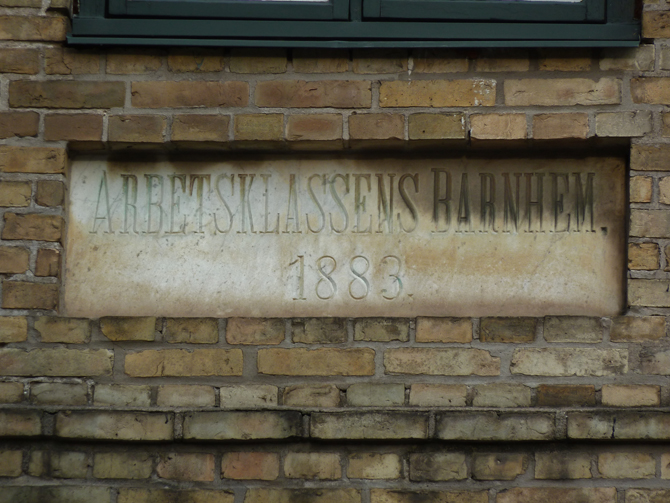 ARBETSKLASSENS BARNHEM,
1883.